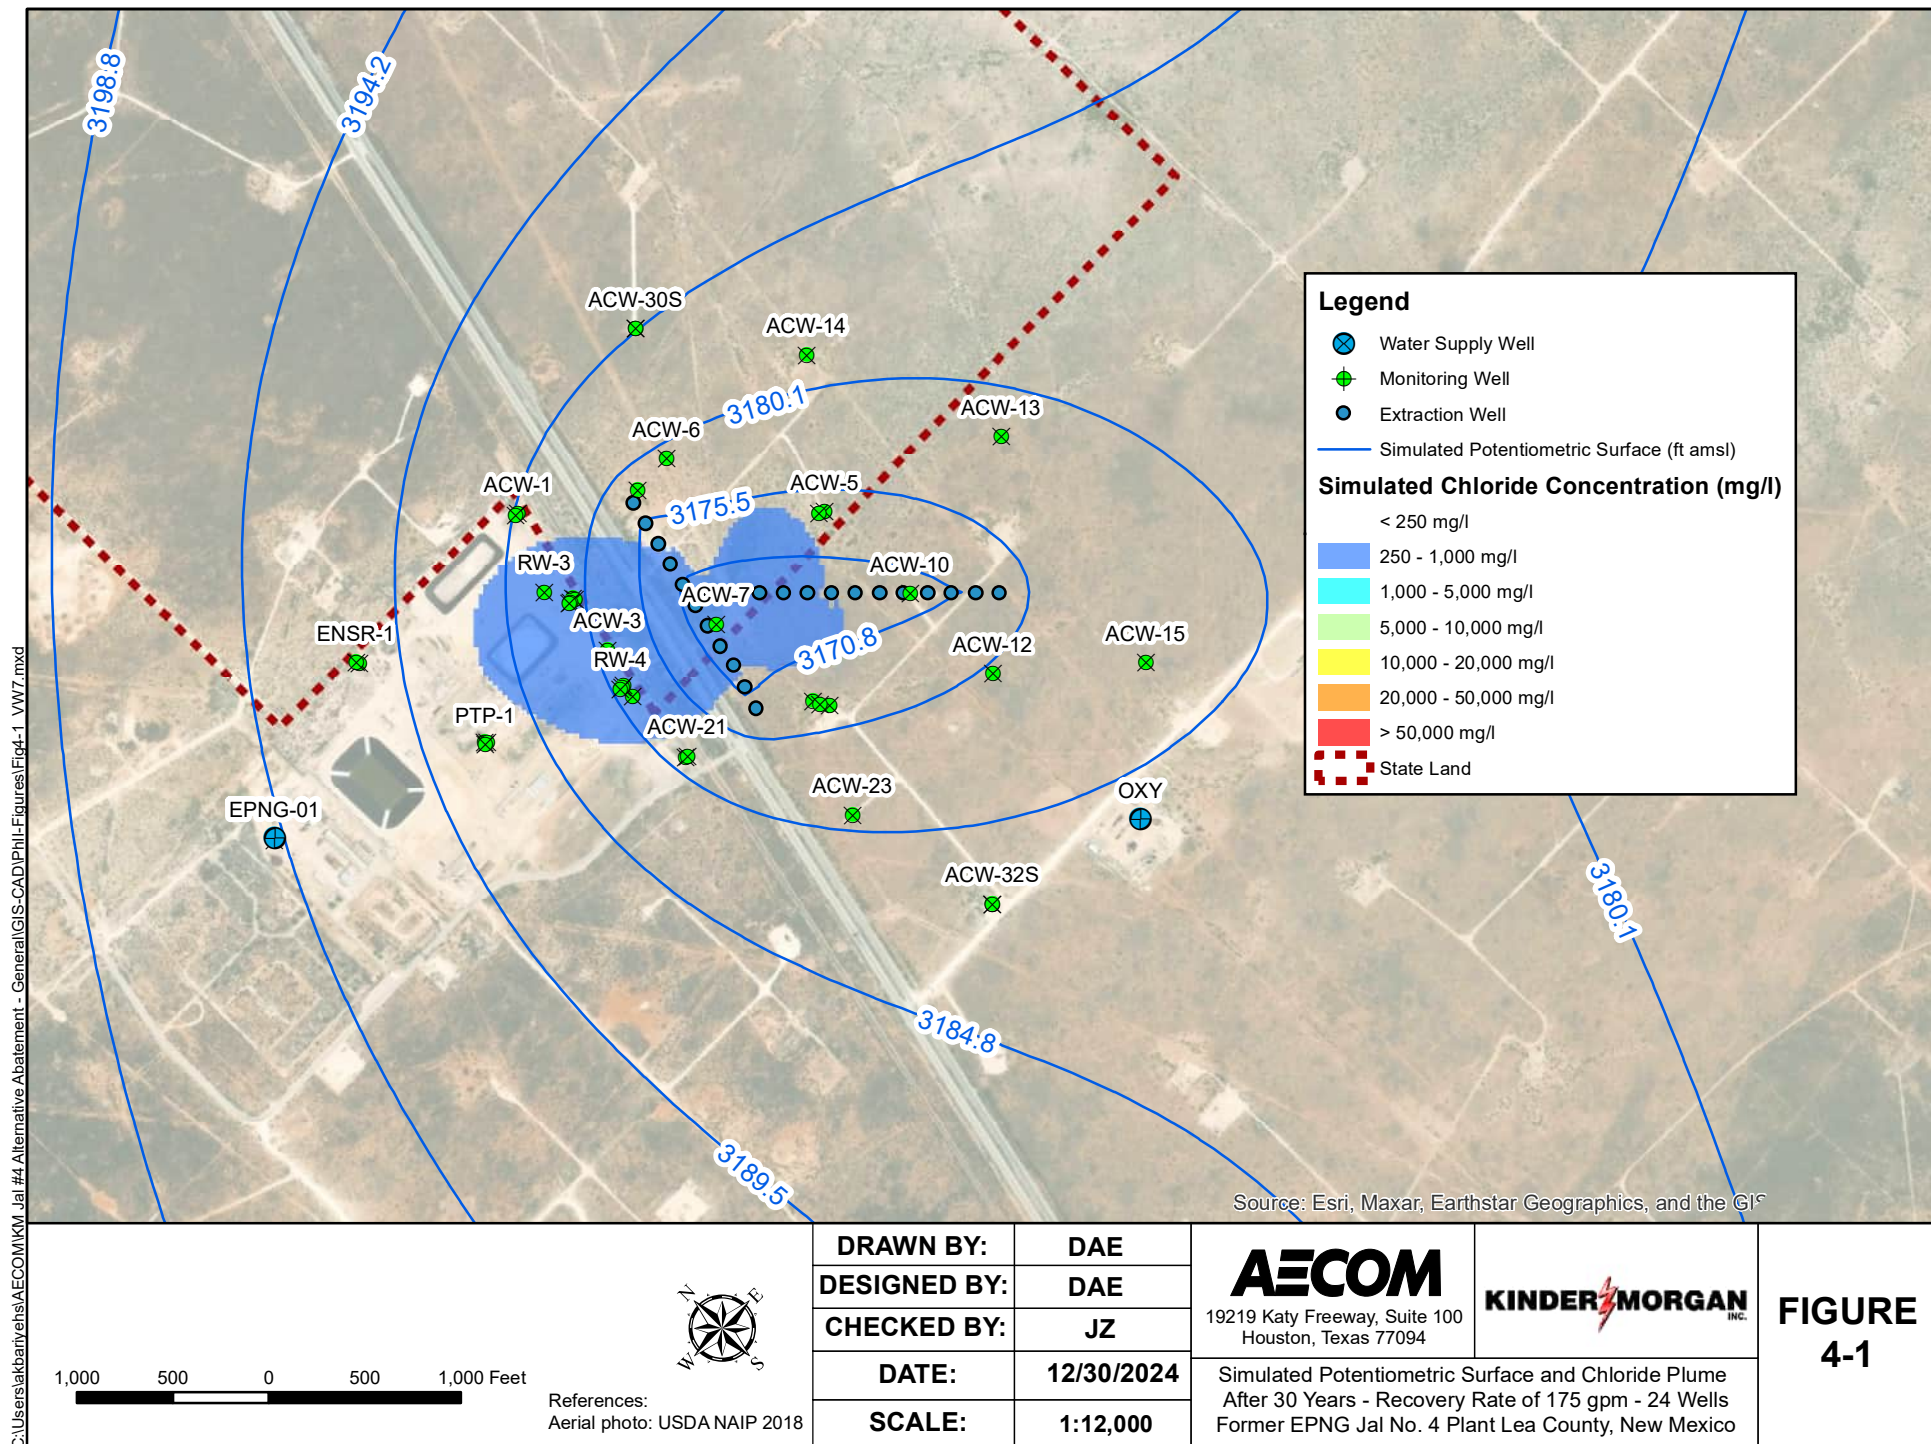 3198.8
3194.2
ACW-30S
ACW-14
3180.1
ACW-13
ACW-6
ACW-1
ACW-5
3175.5
RW-3
ACW-10
ACW-7
ACW-3
ENSR-1
RW-4
3170.8
ACW-12
ACW-15
PTP-1
ACW-21
EPNG-01
ACW-23
OXY
ACW-32S
3180.1
3184.8
3189.5
Legend
Water Supply Well
Monitoring Well
Extraction Well
Simulated Potentiometric Surface (ft amsl)
Simulated Chloride Concentration (mg/l)
< 250 mg/l
250 - 1,000 mg/l
1,000 - 5,000 mg/l
5,000 - 10,000 mg/l
10,000 - 20,000 mg/l
20,000 - 50,000 mg/l
> 50,000 mg/l
State Land
Source: Esri, Maxar, Earthstar Geographics, and the GIS
C:\Users\akbariyehs\AECOM\KM Jal #4 Alternative Abatement - General\GIS-CAD\Phil-Figures\Fig4-1_VW7.mxd
1,000 500 0 500 1,000 Feet
N
E
W
S
References:
Aerial photo: USDA NAIP 2018
DRAWN BY: DAE
DESIGNED BY: DAE
CHECKED BY: JZ
DATE: 12/30/2024
SCALE: 1:12,000
AECOM
19219 Katy Freeway, Suite 100
Houston, Texas 77094
KINDER MORGAN
INC.
Simulated Potentiometric Surface and Chloride Plume
After 30 Years - Recovery Rate of 175 gpm - 24 Wells
Former EPNG Jal No. 4 Plant Lea County, New Mexico
FIGURE
4-1